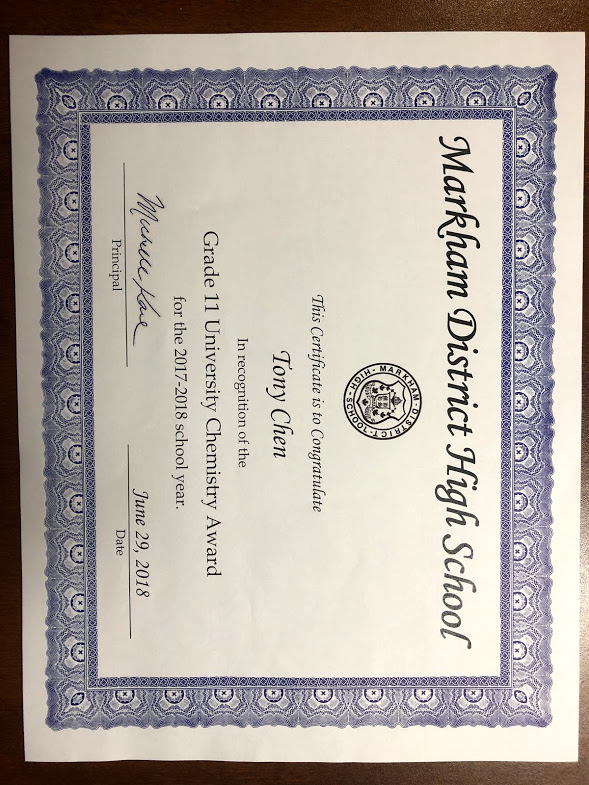 Markham District High School
MARKHAM · DISTRICT
HIGH · SCHOOL
This Certificate is to Congratulate
Tony Chen
In recognition of the
Grade 11 University Chemistry Award
for the 2017-2018 school year.
Michelle Kane June 29, 2018
Principal Date